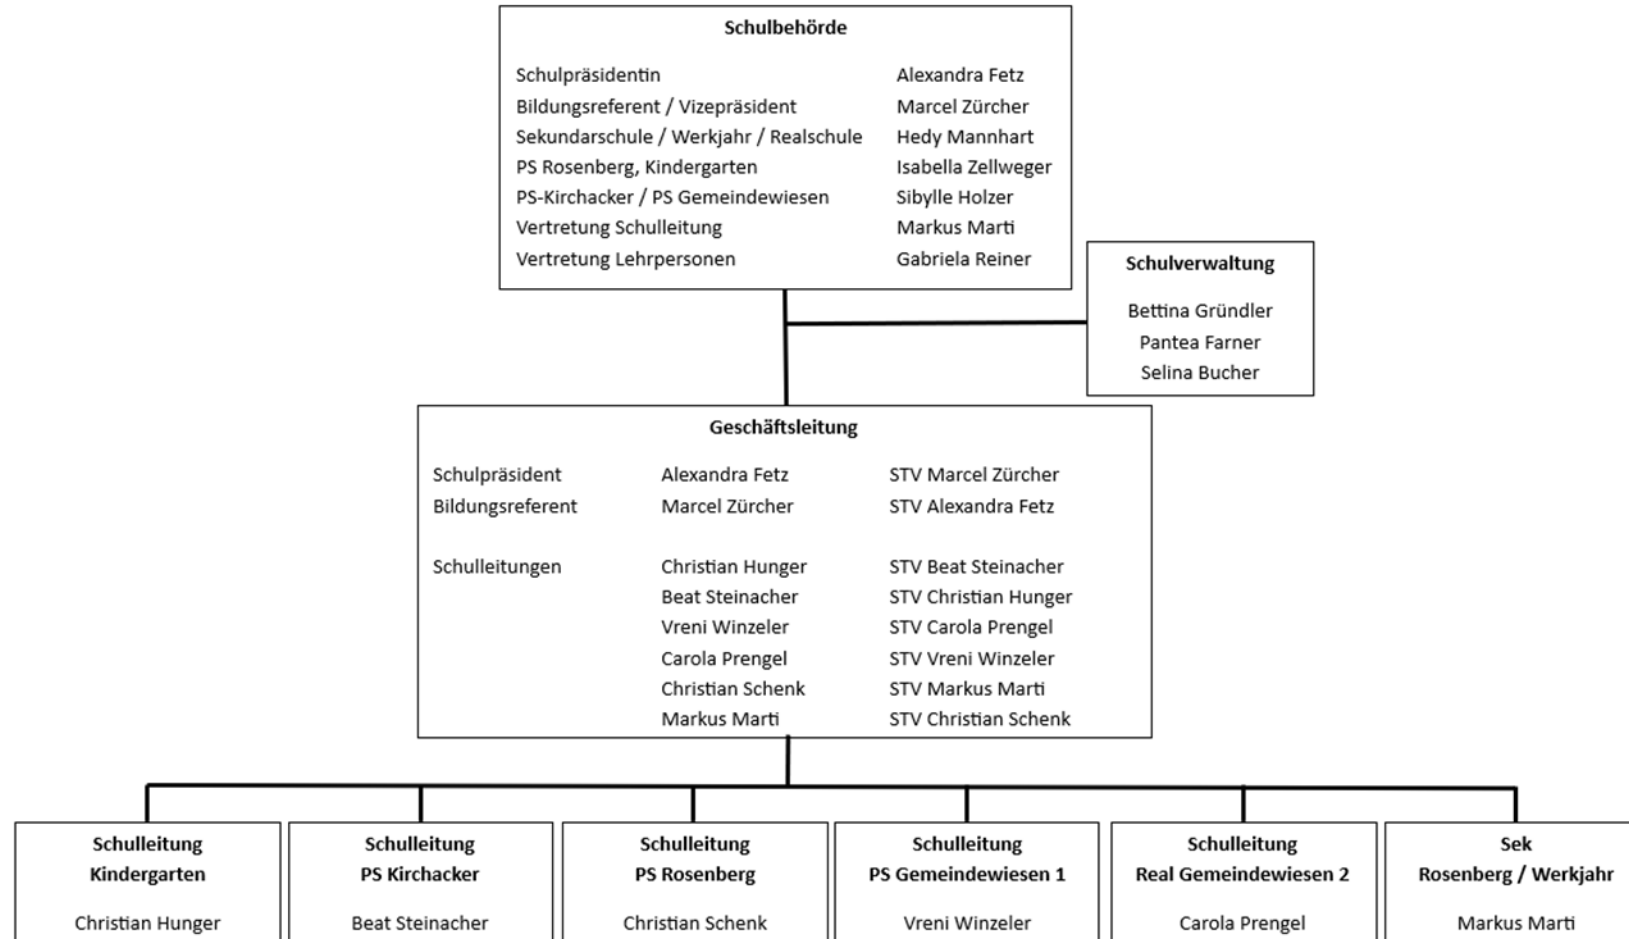 Schulbehörde
Schulpräsidentin Alexandra Fetz
Bildungsreferent / Vizepräsident Marcel Zürcher
Sekundarschule / Werkjahr / Realschule Hedy Mannhart
PS Rosenberg, Kindergarten Isabella Zellweger
PS-Kirchacker / PS Gemeindewiesen Sibylle Holzer
Vertretung Schulleitung Markus Marti
Vertretung Lehrpersonen Gabriela Reiner
Schulverwaltung
Bettina Gründler
Pantea Farner
Selina Bucher
Geschäftsleitung
Schulpräsident Alexandra Fetz STV Marcel Zürcher
Bildungsreferent Marcel Zürcher STV Alexandra Fetz
Schulleitungen Christian Hunger STV Beat Steinacher
Beat Steinacher STV Christian Hunger
Vreni Winzeler STV Carola Prengel
Carola Prengel STV Vreni Winzeler
Christian Schenk STV Markus Marti
Markus Marti STV Christian Schenk
Schulleitung
Kindergarten
Christian Hunger
Schulleitung
PS Kirchacker
Beat Steinacher
Schulleitung
PS Rosenberg
Christian Schenk
Schulleitung
PS Gemeindewiesen 1
Vreni Winzeler
Schulleitung
Real Gemeindewiesen 2
Carola Prengel
Sek
Rosenberg / Werkjahr
Markus Marti